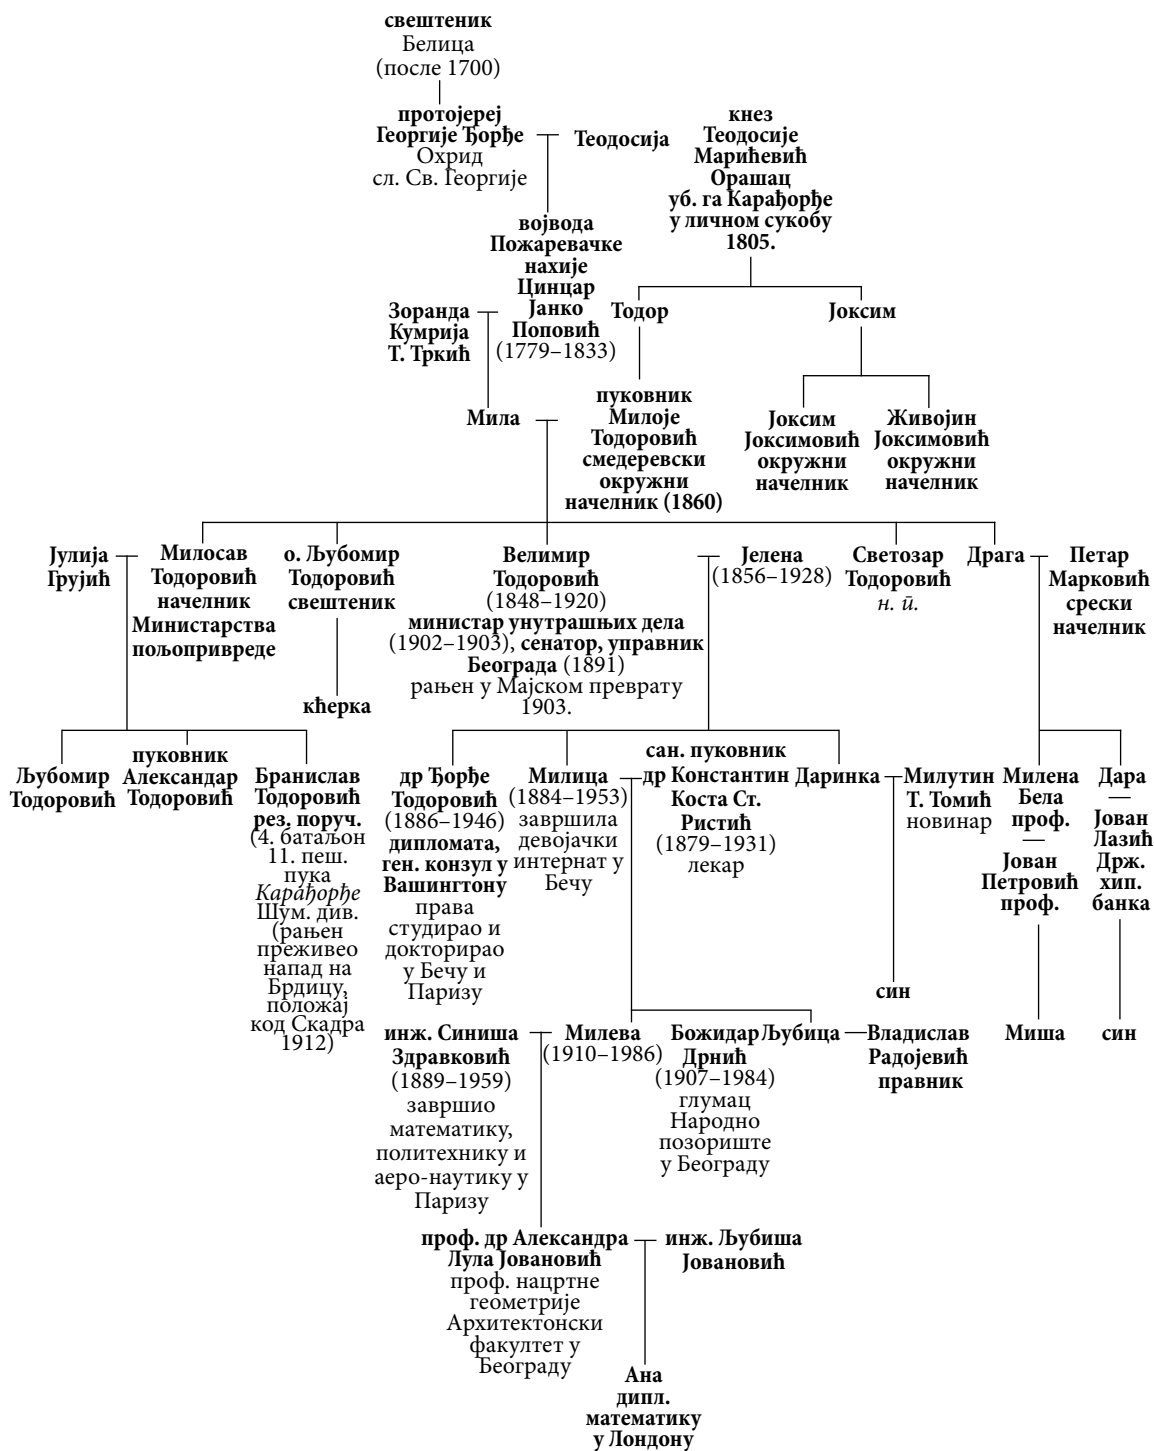 свештеник
Белица
(после 1700)
протојереј
Георгије Ђорђе
Охрид
сл. Св. Георгије
Теодосија
кнез
Теодосије
Марићевић
Орашац
уб. га Карађорђе
у личном сукобу
1805.
војвода
Пожаревачке
нахије
Цинцар
Јанко
Поповић
(1779–1833)
Зоранда
Кумрија
Т. Тркић
Тодор
Јоксим
Мила
пуковник
Милоје
Тодоровић
смедеревски
окружни
начелник (1860)
Јоксим
Јоксимовић
окружни
начелник
Живојин
Јоксимовић
окружни
начелник
Јулија
Грујић
Милосав
Тодоровић
начелник
Министарства
пољопривреде
о. Љубомир
Тодоровић
свештеник
Велимир
Тодоровић
(1848–1920)
министар унутрашњих дела
(1902–1903), сенатор, управник
Београда (1891)
рањен у Мајском преврату
1903.
Јелена
(1856–1928)
Светозар
Тодоровић
н. п.
Драга
Петар
Марковић
срески
начелник
кћерка
Љубомир
Тодоровић
пуковник
Александар
Тодоровић
Бранислав
Тодоровић
рез. поруч.
(4. батаљон
11. пеш.
пука
Карађорђе
Шум. див.
(рањен
преживео
напад на
Брдицу,
положај
код Скадра
1912)
др Ђорђе
Тодоровић
(1886–1946)
дипломата,
ген. конзул у
Вашингтону
права
студирао и
докторирао
у Бечу и
Паризу
Милица
(1884–1953)
завршила
девојачки
интернат у
Бечу
сан. пуковник
др Константин
Коста Ст.
Ристић
(1879–1931)
лекар
Даринка
Милутин
Т. Томић
новинар
Милена
Бела
проф.
—
Јован
Петровић
проф.
Дара
—
Јован
Лазић
Држ.
хип.
банка
син
инж. Синиша
Здравковић
(1889–1959)
завршио
математику,
политехнику и
аеро-наутику у
Паризу
Милева
(1910–1986)
Божидар
Дрнић
(1907–1984)
глумац
Народно
позориште
у Београду
Љубица
Владислав
Радојевић
правник
Миша
син
проф. др Александра
Лула Јовановић
проф. нацртне
геометрије
Архитектонски
факултет у
Београду
инж. Љубиша
Јовановић
Ана
дипл.
математику
у Лондону